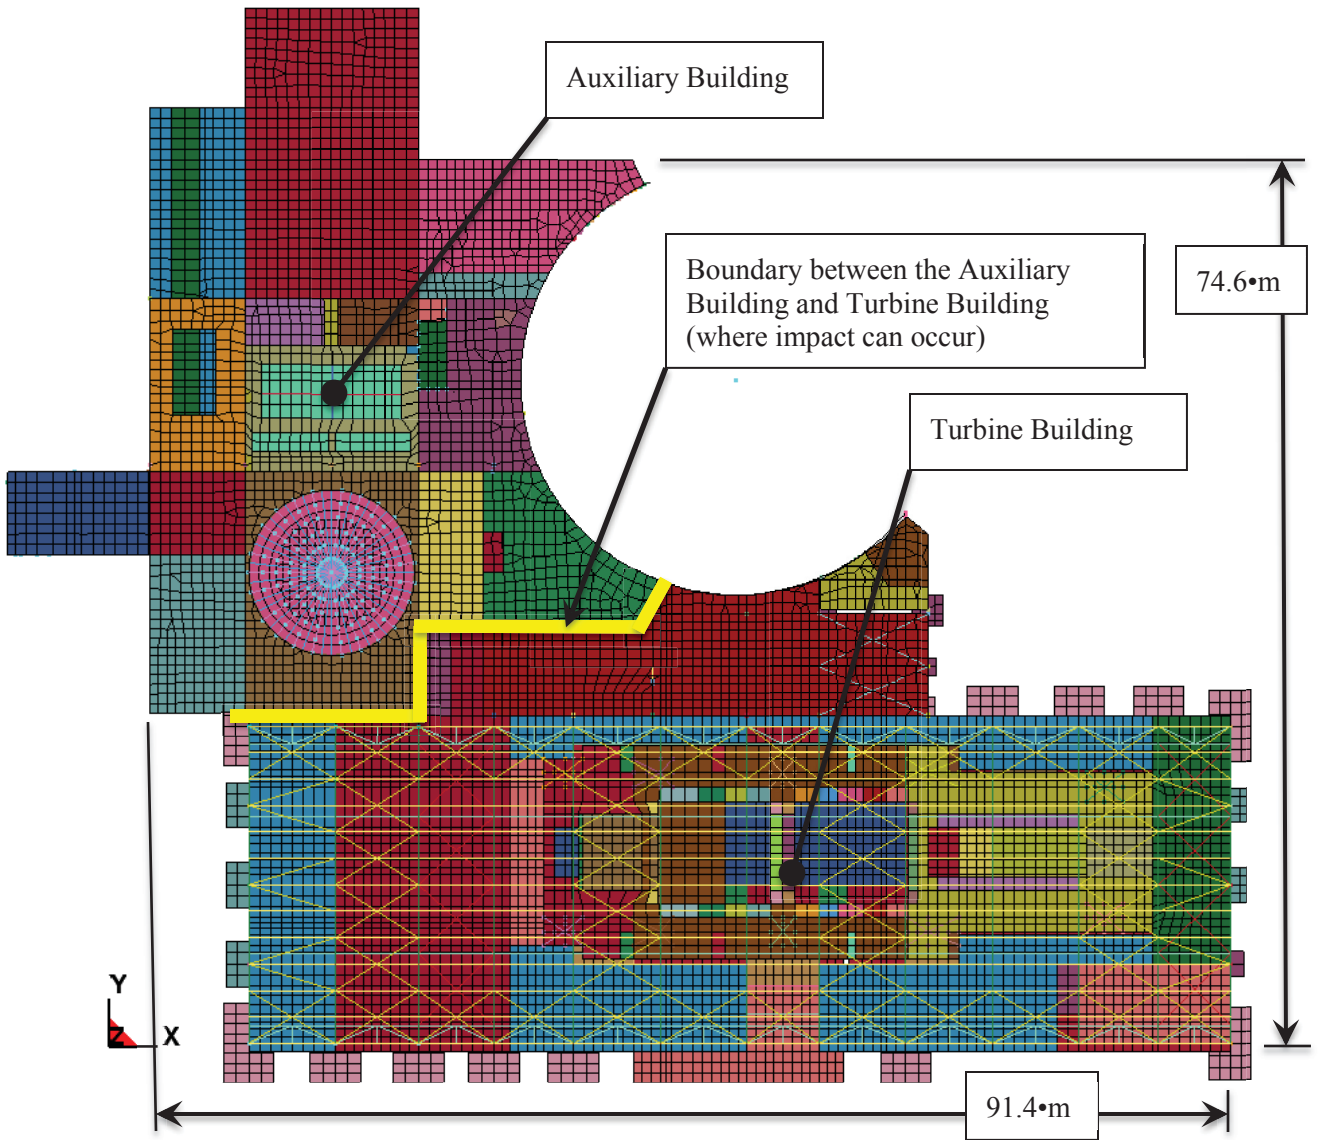 Auxiliary Building
Boundary between the Auxiliary
Building and Turbine Building
(where impact can occur)
74.6•m
Turbine Building
Y
Z
X
91.4•m